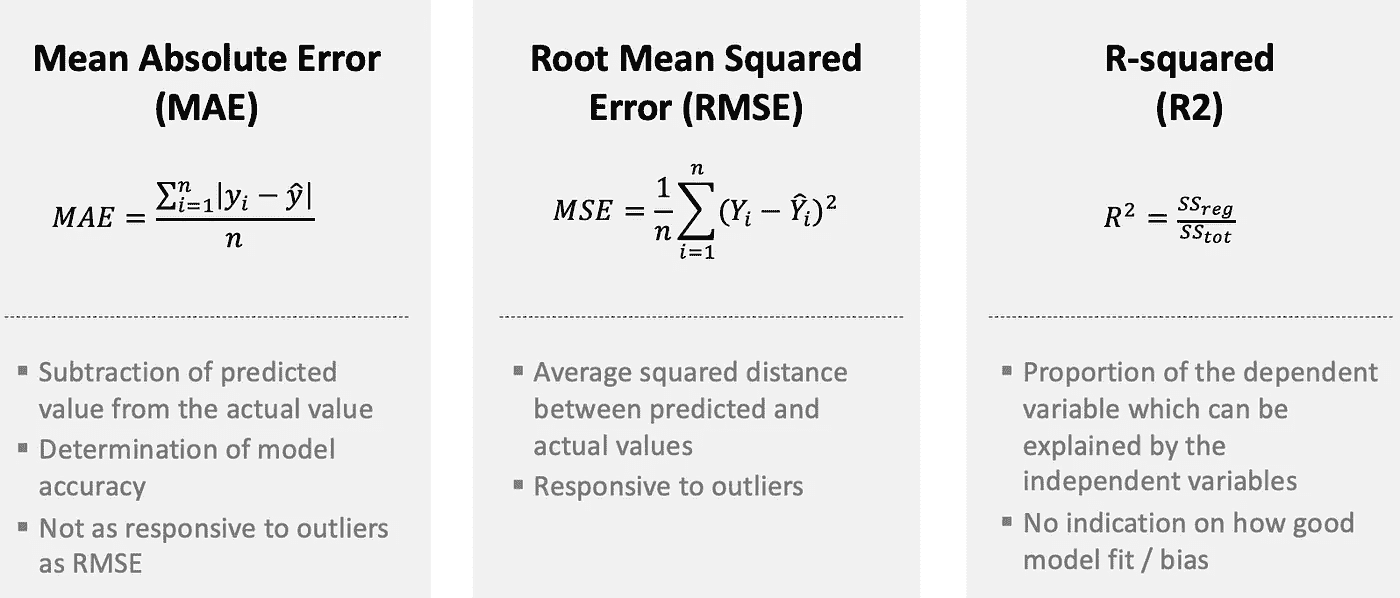 Mean Absolute Error
(MAE)
MAE = \frac{\sum_{i=1}^{n}|y_i - \hat{y}|}{n}
▪ Subtraction of predicted
value from the actual value
▪ Determination of model
accuracy
▪ Not as responsive to outliers
as RMSE
Root Mean Squared
Error (RMSE)
MSE = \frac{1}{n}\sum_{i=1}^{n}(Y_i - \hat{Y}_i)^2
▪ Average squared distance
between predicted and
actual values
▪ Responsive to outliers
R-squared
(R2)
R^2 = \frac{SS_{reg}}{SS_{tot}}
▪ Proportion of the dependent
variable which can be
explained by the
independent variables
▪ No indication on how good
model fit / bias